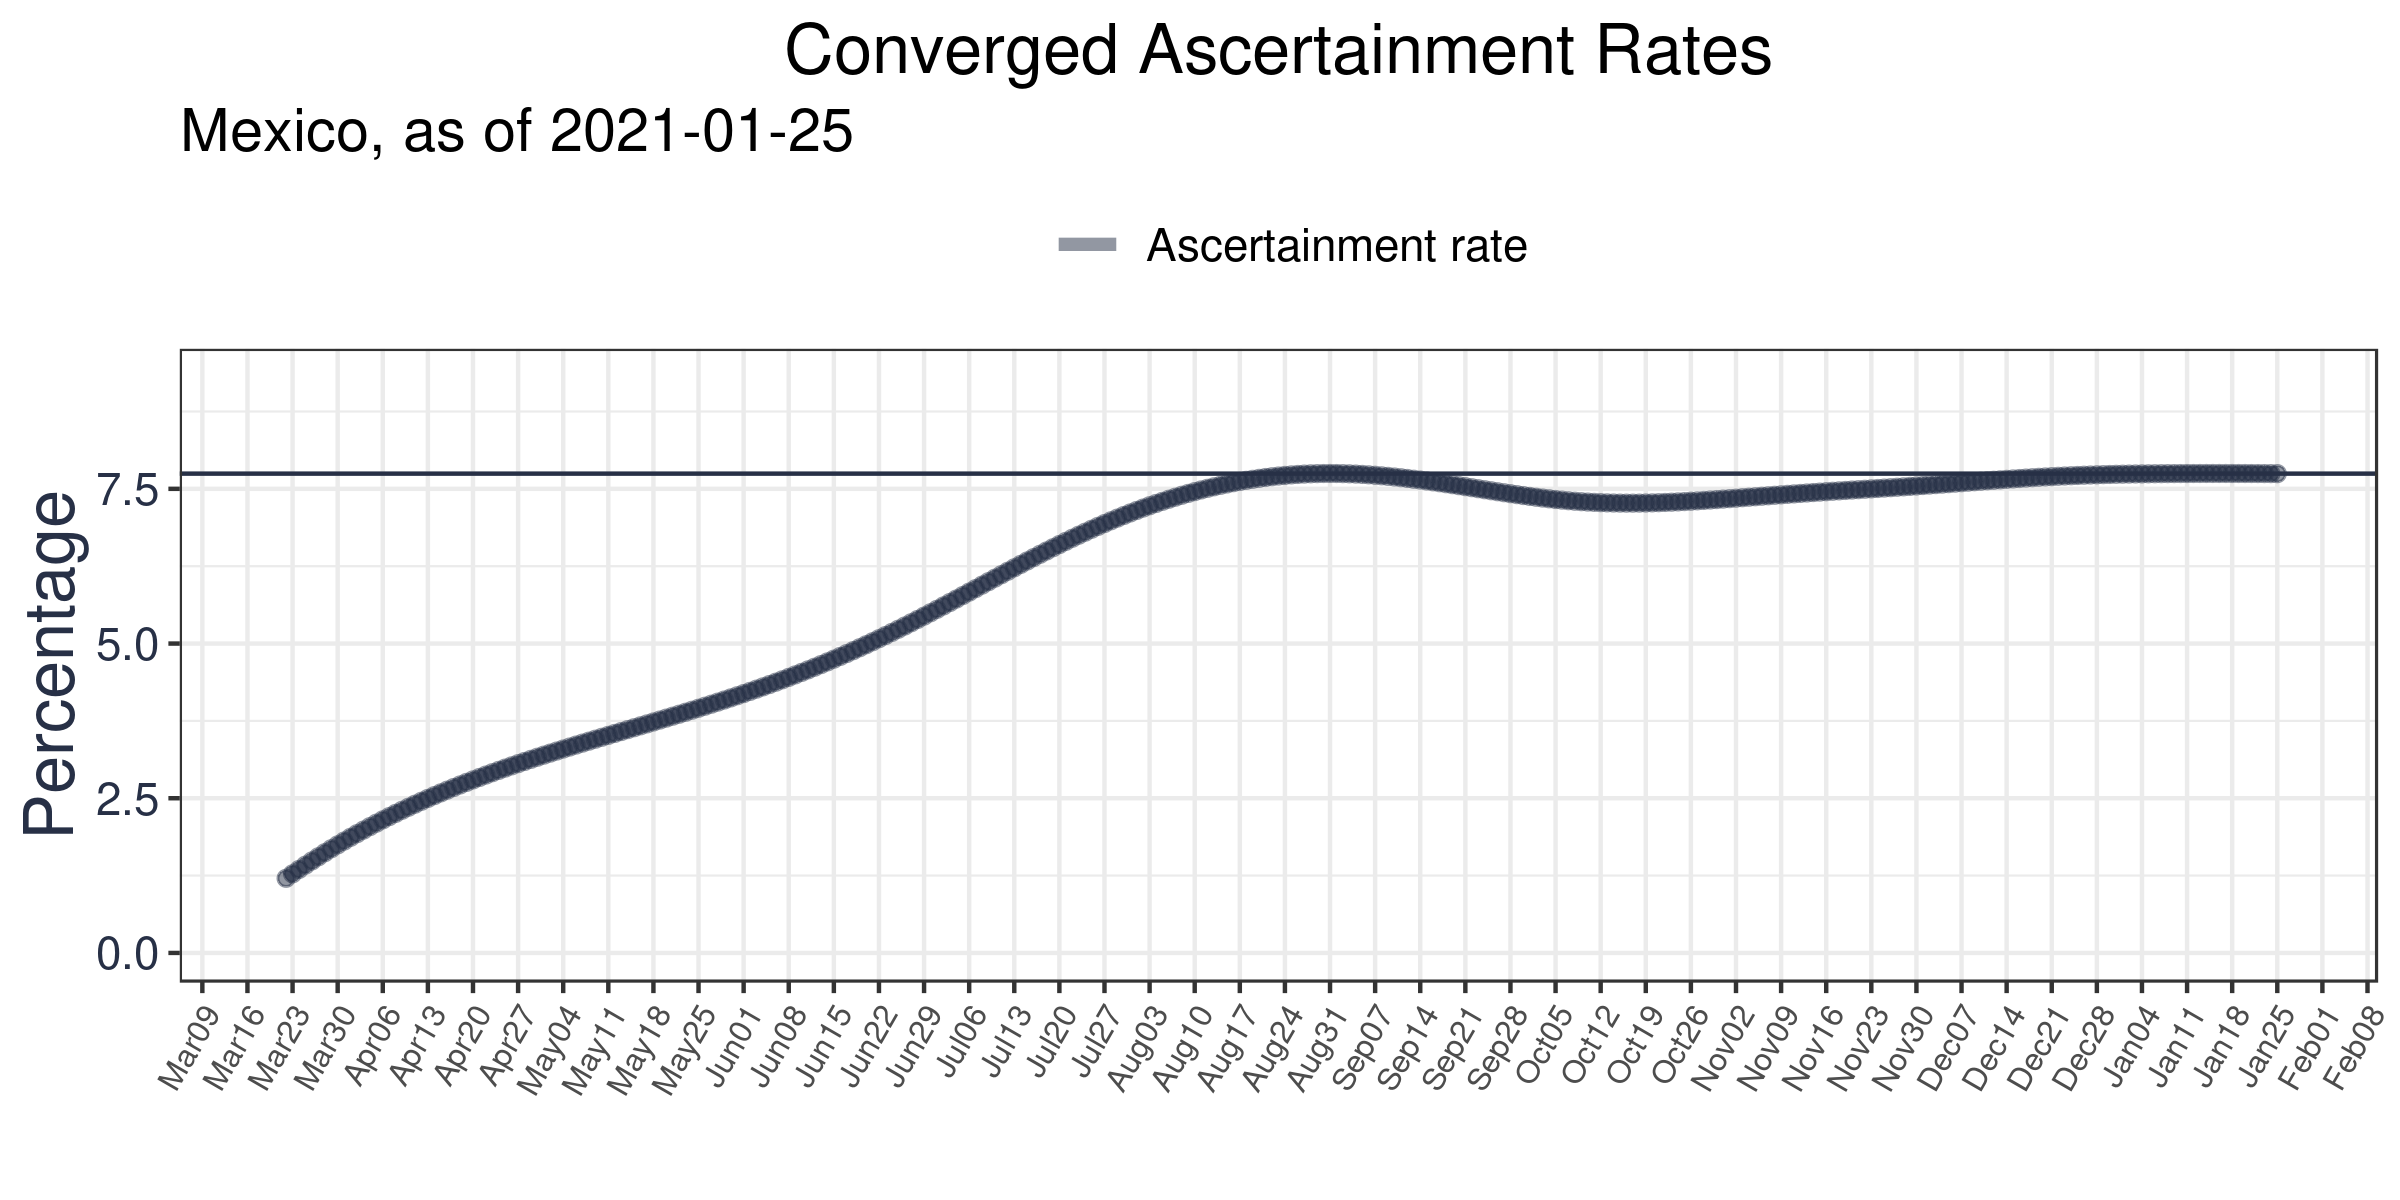 Converged Ascertainment Rates
Mexico, as of 2021-01-25
Ascertainment rate
Percentage
7.5
5.0
2.5
0.0
Mar09 Mar16 Mar23 Mar30 Apr06 Apr13 Apr20 Apr27 May04 May11 May18 May25 Jun01 Jun08 Jun15 Jun22 Jun29 Jul06 Jul13 Jul20 Jul27 Aug03 Aug10 Aug17 Aug24 Aug31 Sep07 Sep14 Sep21 Sep28 Oct05 Oct12 Oct19 Oct26 Nov02 Nov09 Nov16 Nov23 Nov30 Dec07 Dec14 Dec21 Dec28 Jan04 Jan11 Jan18 Jan25 Feb01 Feb08